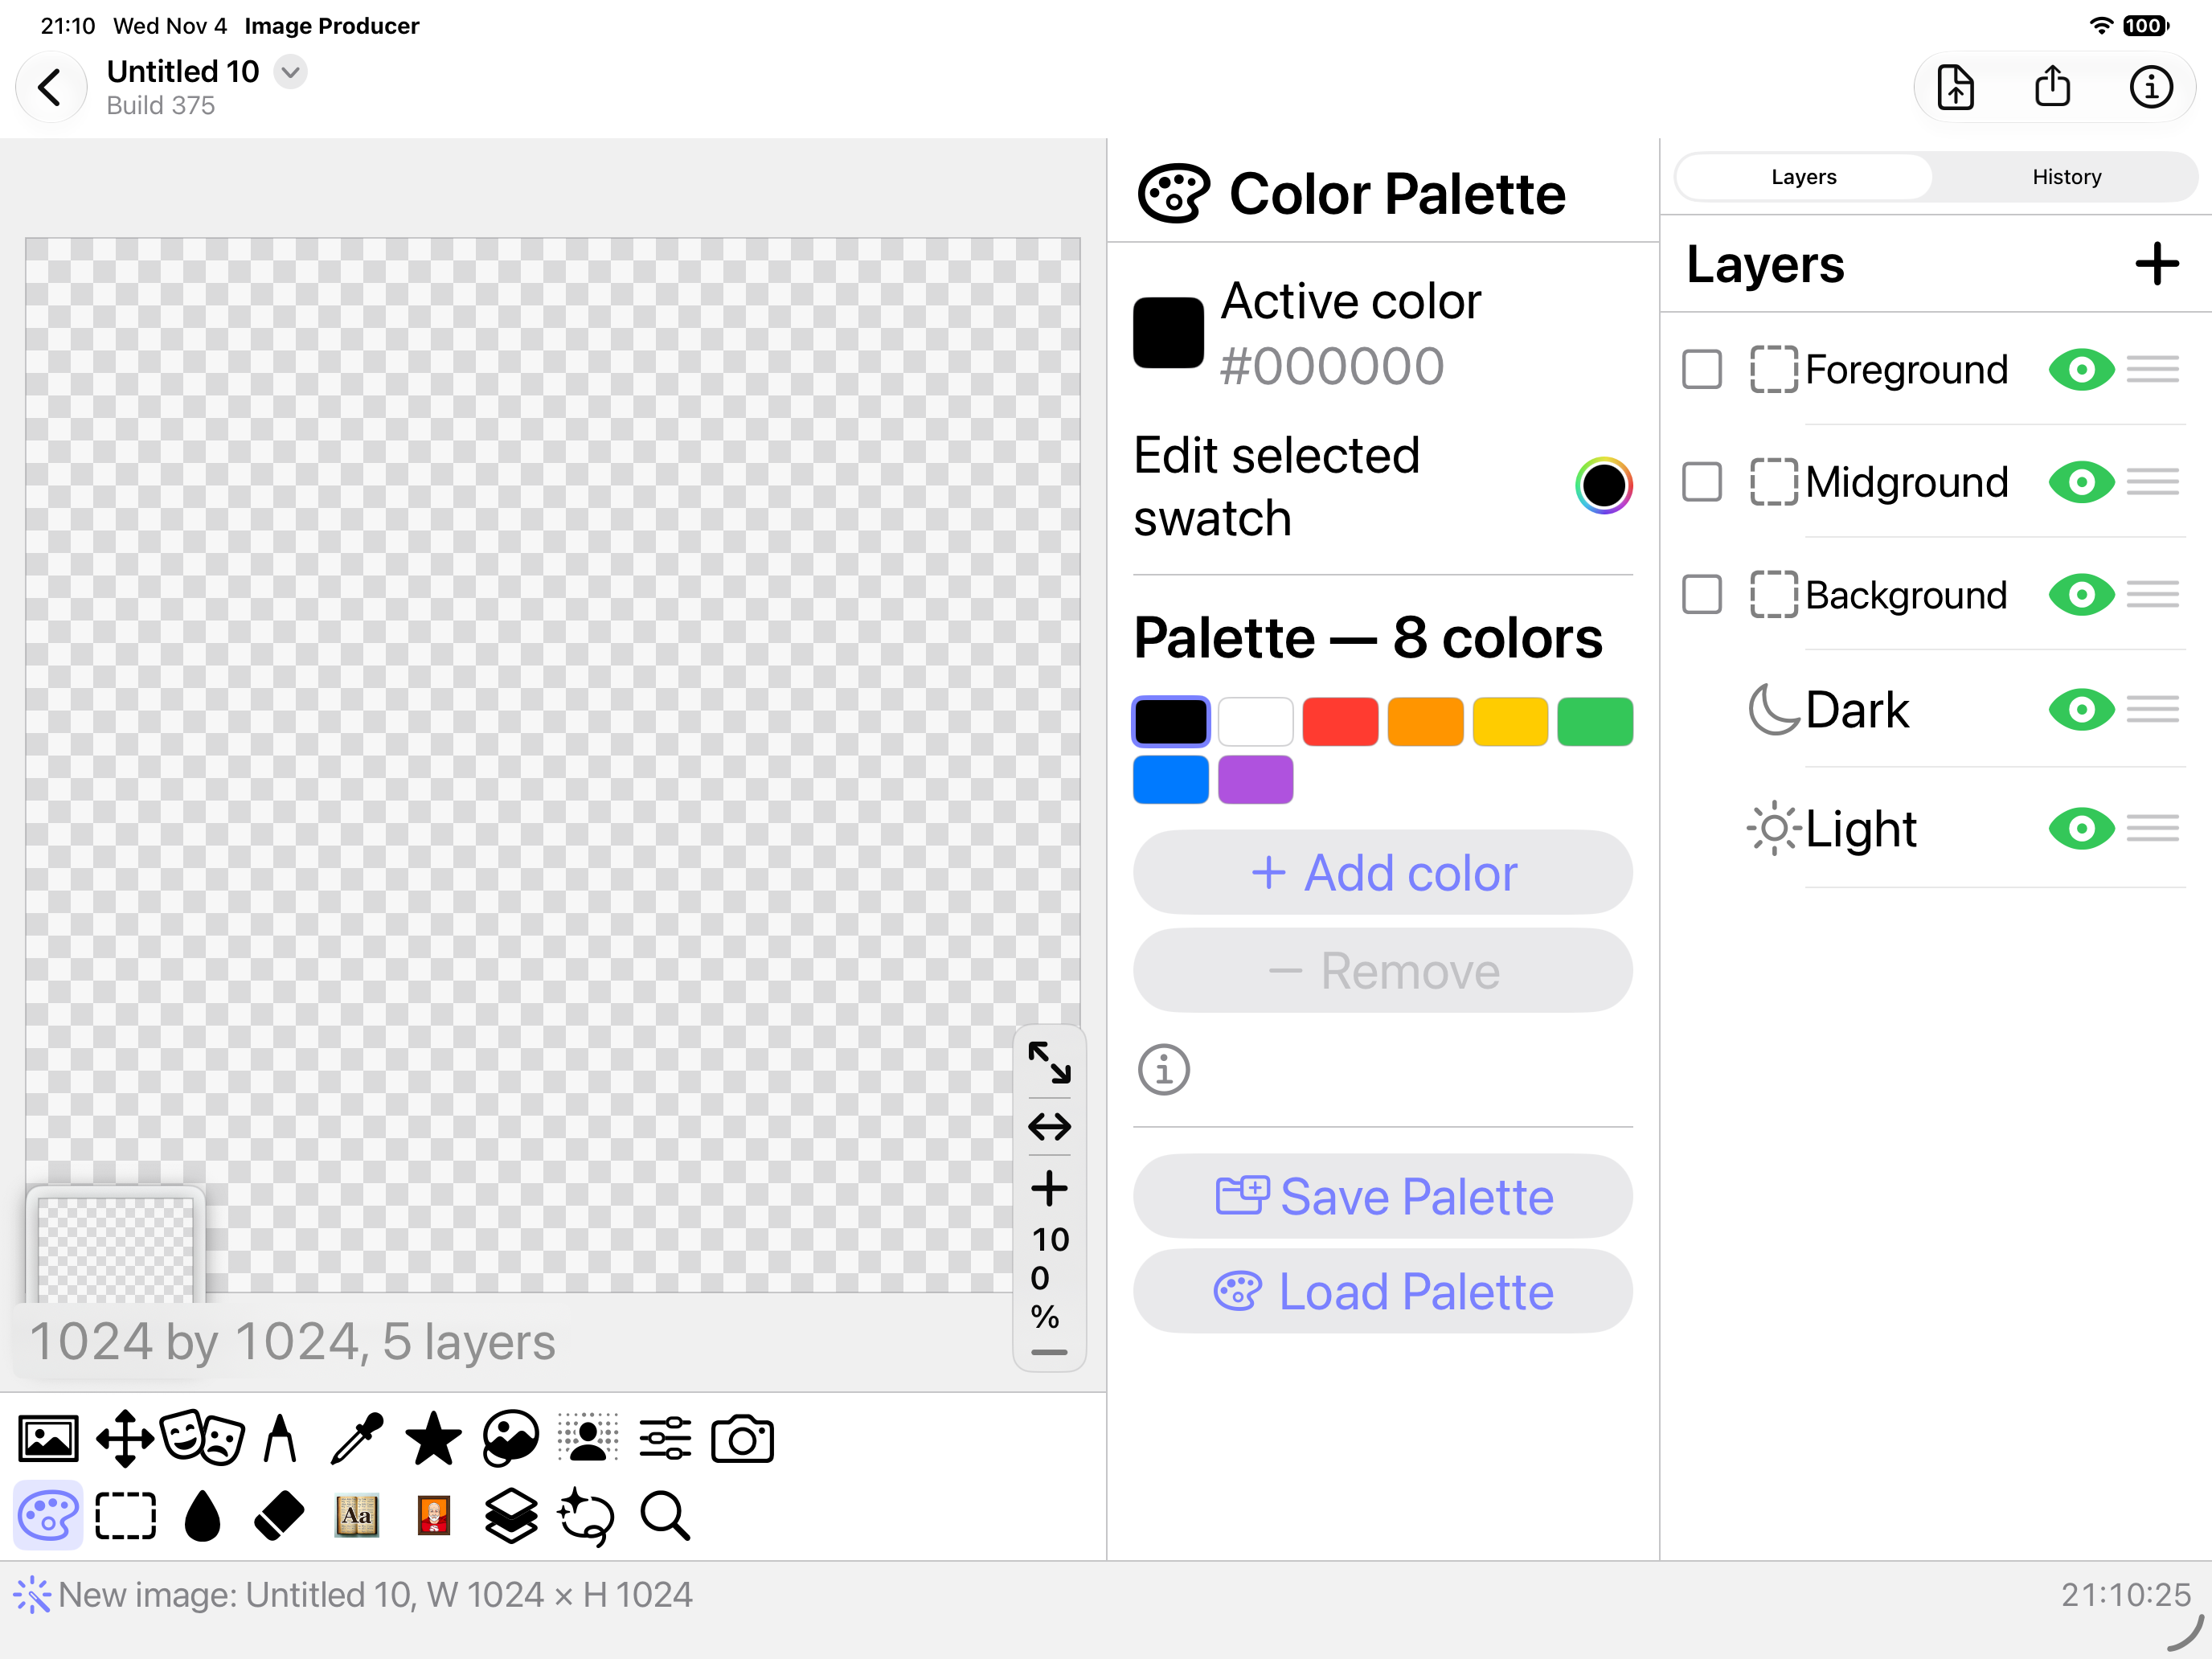 21:10 Wed Nov 4 Image Producer
100
Untitled 10
Build 375
Color Palette
Active color
#000000
Edit selected
swatch
Palette — 8 colors
+ Add color
− Remove
Save Palette
Load Palette
Layers
History
Layers
Foreground
Midground
Background
Dark
Light
10
0
%
1024 by 1024, 5 layers
Aa
New image: Untitled 10, W 1024 × H 1024
21:10:25